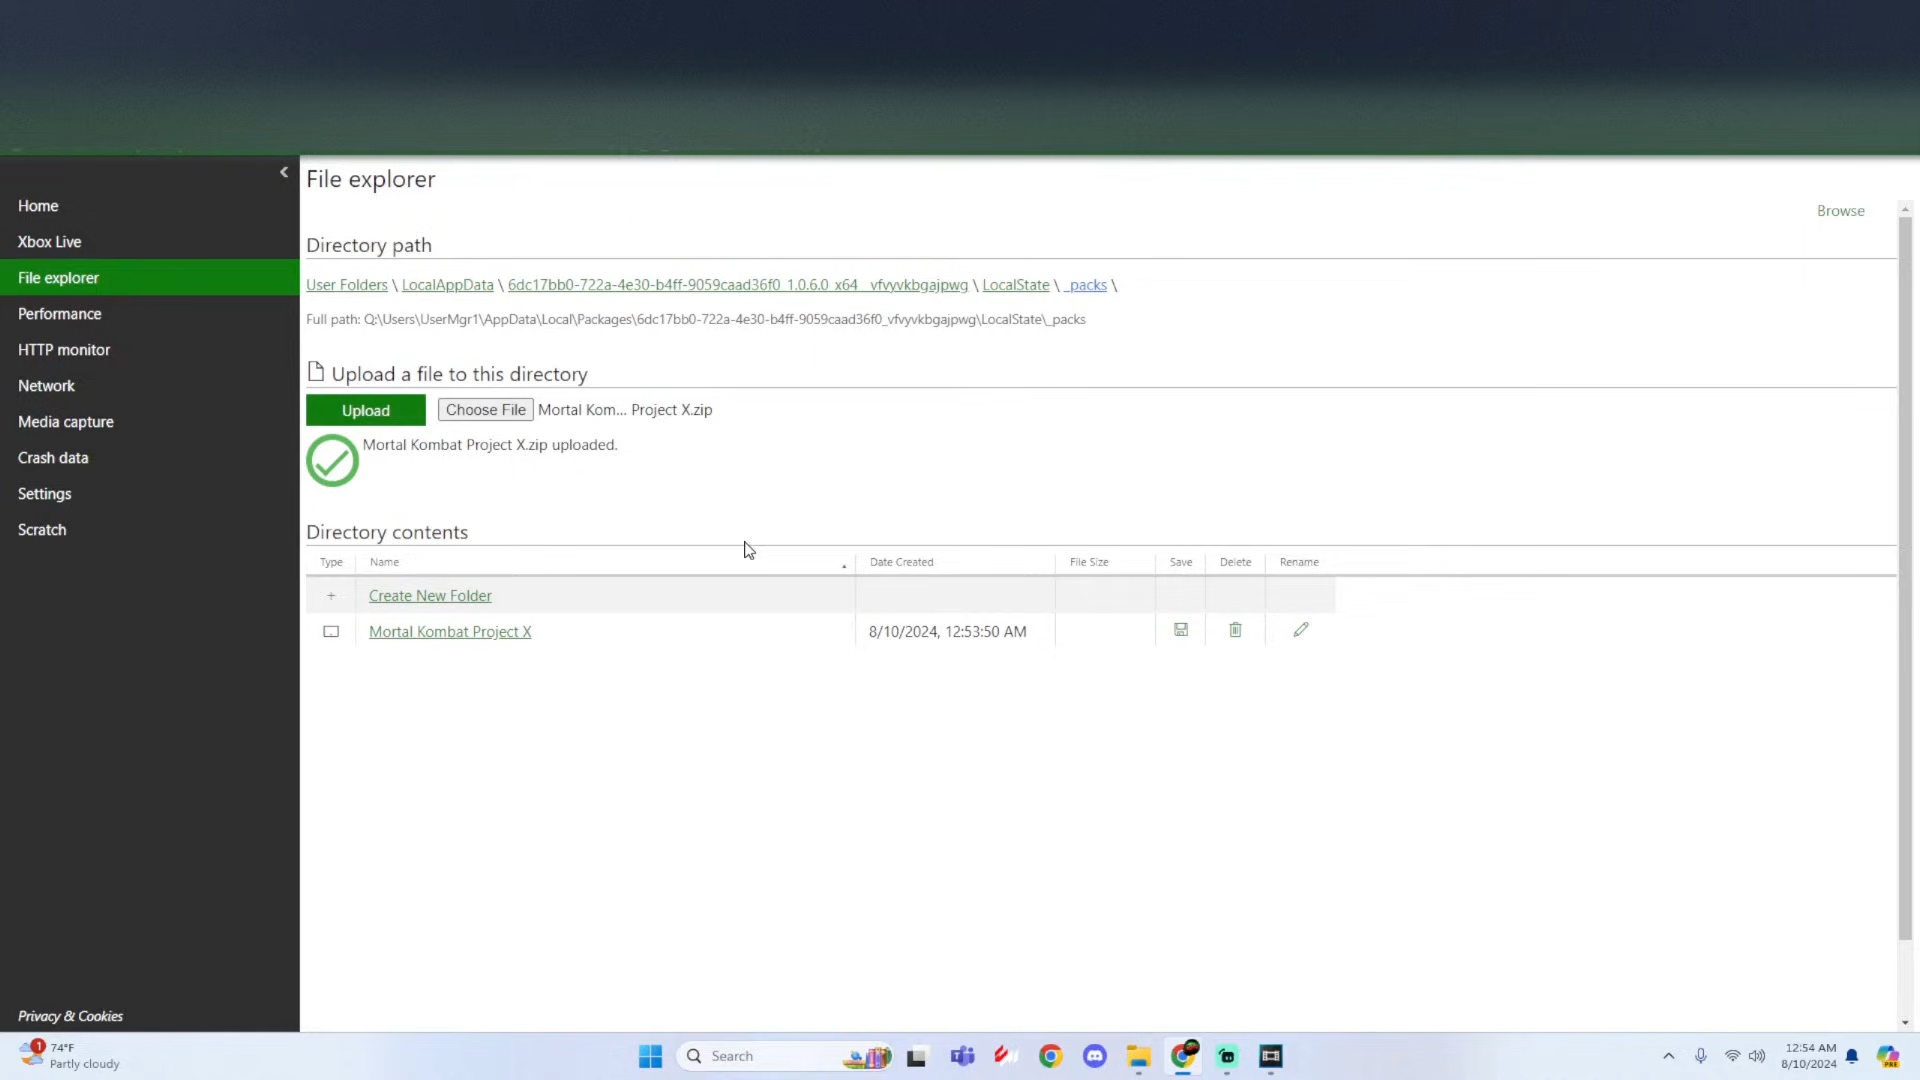 File explorer
Browse
Home
Xbox Live
File explorer
Performance
HTTP monitor
Network
Media capture
Crash data
Settings
Scratch
Privacy & Cookies
Directory path
User Folders \ LocalAppData \ 6dc17bb0-722a-4e30-b4ff-9059caad36f0_1.0.6.0_x64__vfvyvkbgajpwg \ LocalState \ _packs \
Full path: Q:\Users\UserMgr1\AppData\Local\Packages\6dc17bb0-722a-4e30-b4ff-9059caad36f0_vfvyvkbgajpwg\LocalState\_packs
Upload a file to this directory
Upload Choose File Mortal Kom... Project X.zip
Mortal Kombat Project X.zip uploaded.
Directory contents
Type Name Date Created File Size Save Delete Rename
+ Create New Folder
Mortal Kombat Project X 8/10/2024, 12:53:50 AM
1 74°F
Partly cloudy
Search
12:54 AM
8/10/2024
PRE